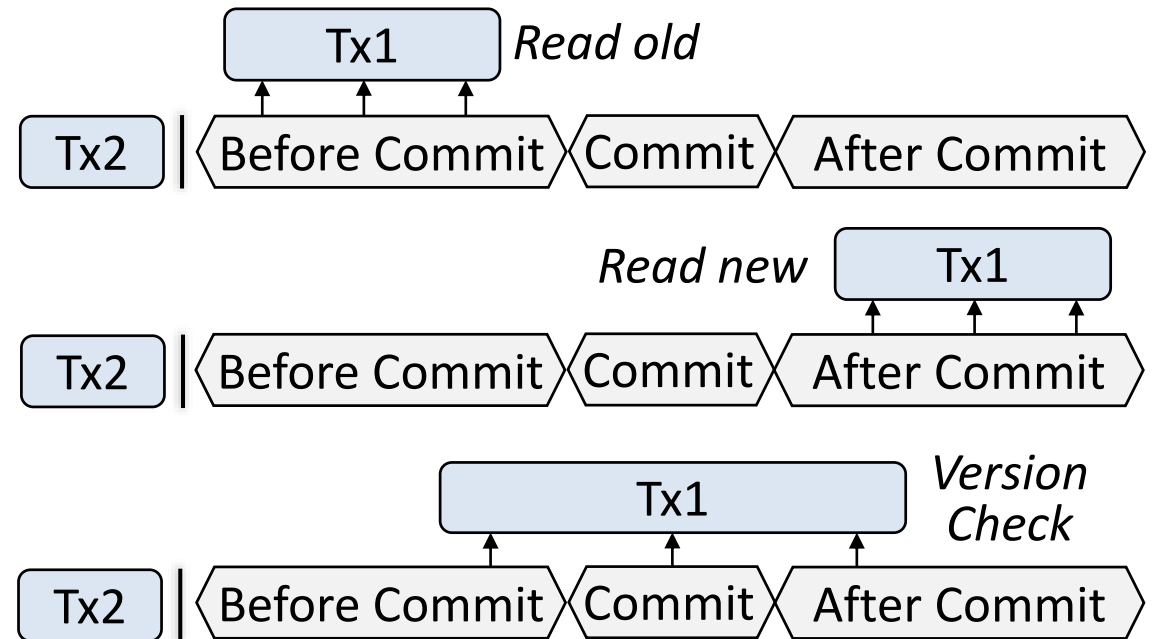 Tx1 Read old
Tx2 Before Commit Commit After Commit
Read new Tx1
Tx2 Before Commit Commit After Commit
Tx1 Version
Check
Tx2 Before Commit Commit After Commit